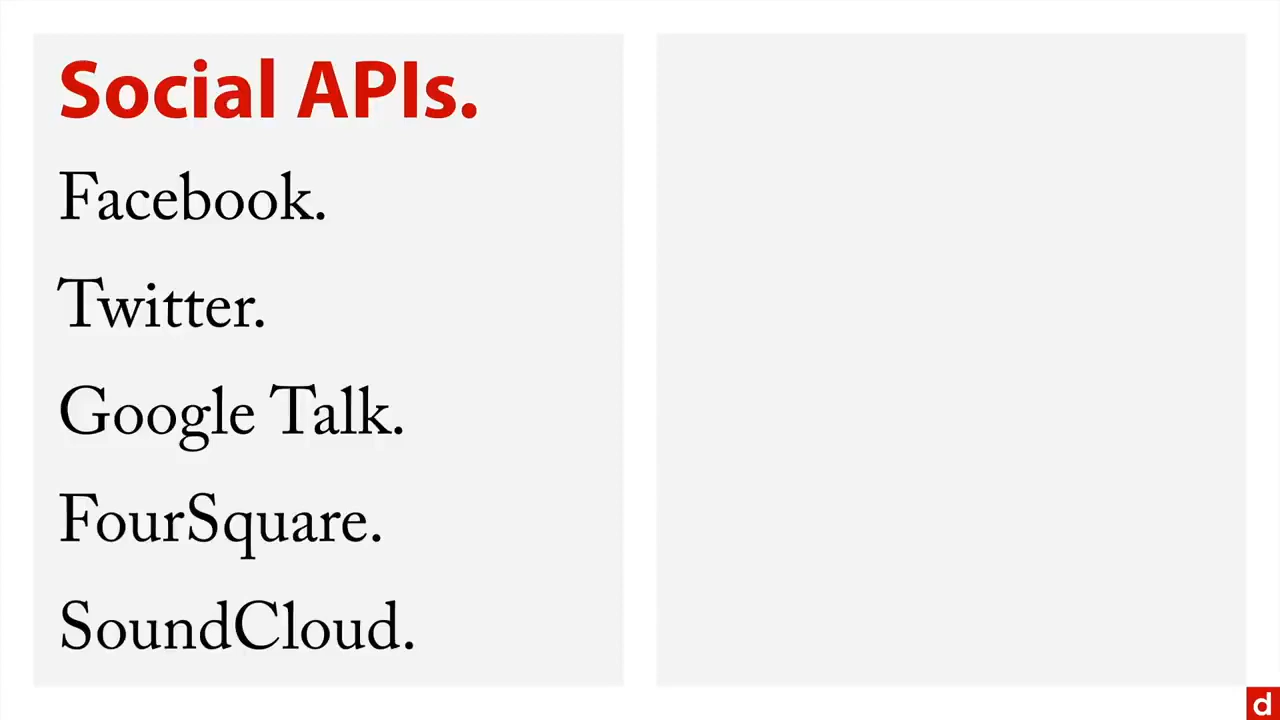 Social APIs.
Facebook.
Twitter.
Google Talk.
FourSquare.
SoundCloud.
d